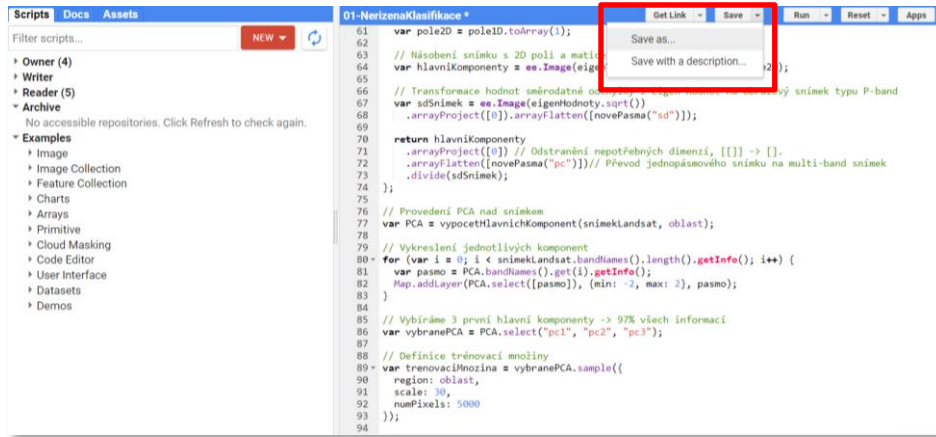 Scripts Docs Assets
Filter scripts...
NEW
Owner (4)
Writer
Reader (5)
Archive
No accessible repositories. Click Refresh to check again.
Examples
Image
Image Collection
Feature Collection
Charts
Arrays
Primitive
Cloud Masking
Code Editor
User Interface
Datasets
Demos
01-NerizenaKlasifikace *
Get Link Save Run Reset Apps
Save as...
Save with a description...
61 var pole2D = pole1D.toArray(1);
62
63 // Násobení snímku s 2D poli a matic
64 var hlavniKomponenty = ee.Image(eigen );
65
66 // Transformace hodnot směrodatné snímek typu P-band
67 var sdSnimek = ee.Image(eigenHodnoty.sqrt())
68 .arrayProject([0]).arrayFlatten([novePasma("sd")]);
69
70 return hlavniKomponenty
71 .arrayProject([0]) // Odstranění nepotřebných dimenzí, [[]] -> [].
72 .arrayFlatten([novePasma("pc")])// Převod jednopásmového snímku na multi-band snímek
73 .divide(sdSnimek);
74 };
75
76 // Provedení PCA nad snímkem
77 var PCA = vypocetHlavnichKomponent(snimekLandsat, oblast);
78
79 // Vykreslení jednotlivých komponent
80 for (var i = 0; i < snimekLandsat.bandNames().length().getInfo(); i++) {
81 var pasmo = PCA.bandNames().get(i).getInfo();
82 Map.addLayer(PCA.select([pasmo]), {min: -2, max: 2}, pasmo);
83 }
84
85 // Vybíráme 3 první hlavní komponenty -> 97% všech informací
86 var vybranePCA = PCA.select("pc1", "pc2", "pc3");
87
88 // Definice trénovací množiny
89 var trenovaciMnozina = vybranePCA.sample({
90 region: oblast,
91 scale: 30,
92 numPixels: 5000
93 });
94